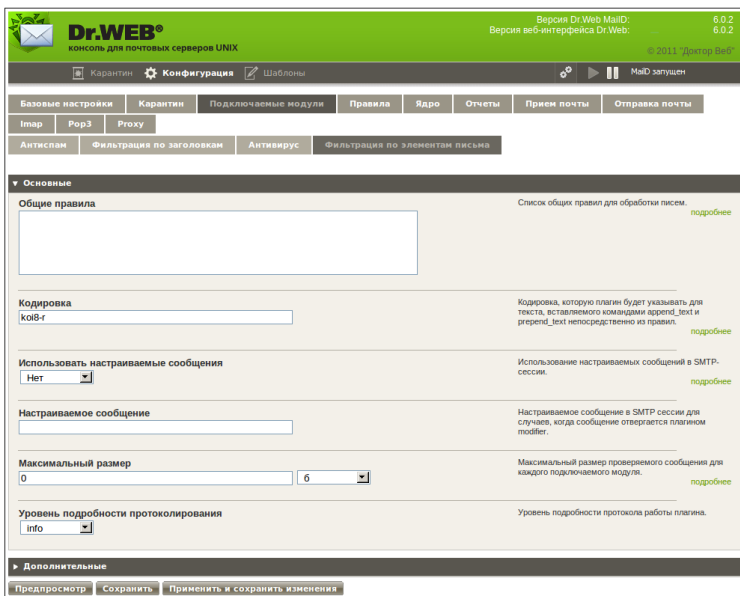 Dr.WEB®
консоль для почтовых серверов UNIX
Версия Dr.Web MailD: 6.0.2
Версия веб-интерфейса Dr.Web: 6.0.2
© 2011 "Доктор Веб"
Карантин Конфигурация Шаблоны
MailD запущен
Базовые настройки Карантин Подключаемые модули Правила Ядро Отчеты Прием почты Отправка почты
Imap Pop3 Proxy
Антиспам Фильтрация по заголовкам Антивирус Фильтрация по элементам письма
Основные
Общие правила
Список общих правил для обработки писем.
подробнее
Кодировка
koi8-r
Кодировка, которую плагин будет указывать для
текста, вставляемого командами append_text и
prepend_text непосредственно из правил.
подробнее
Использовать настраиваемые сообщения
Нет
Использование настраиваемых сообщений в SMTP-
сессии.
подробнее
Настраиваемое сообщение
Настраиваемое сообщение в SMTP сессии для
случаев, когда сообщение отвергается плагином
modifier.
Максимальный размер
0 б
Максимальный размер проверяемого сообщения для
каждого подключаемого модуля.
подробнее
Уровень подробности протоколирования
info
Уровень подробности протокола работы плагина.
Дополнительные
Предпросмотр Сохранить Применить и сохранить изменения